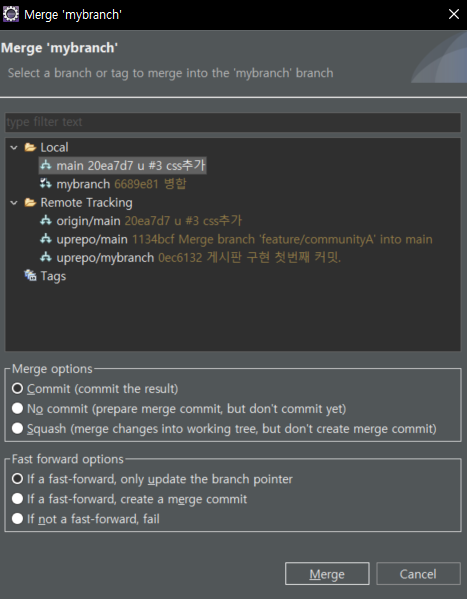 Merge 'mybranch'
Merge 'mybranch'
Select a branch or tag to merge into the 'mybranch' branch
type filter text
Local
main 20ea7d7 u #3 css추가
mybranch 6689e81 병합
Remote Tracking
origin/main 20ea7d7 u #3 css추가
uprepo/main 1134bcf Merge branch 'feature/communityA' into main
uprepo/mybranch 0ec6132 게시판 구현 첫번째 커밋.
Tags
Merge options
Commit (commit the result)
No commit (prepare merge commit, but don't commit yet)
Squash (merge changes into working tree, but don't create merge commit)
Fast forward options
If a fast-forward, only update the branch pointer
If a fast-forward, create a merge commit
If not a fast-forward, fail
Merge
Cancel